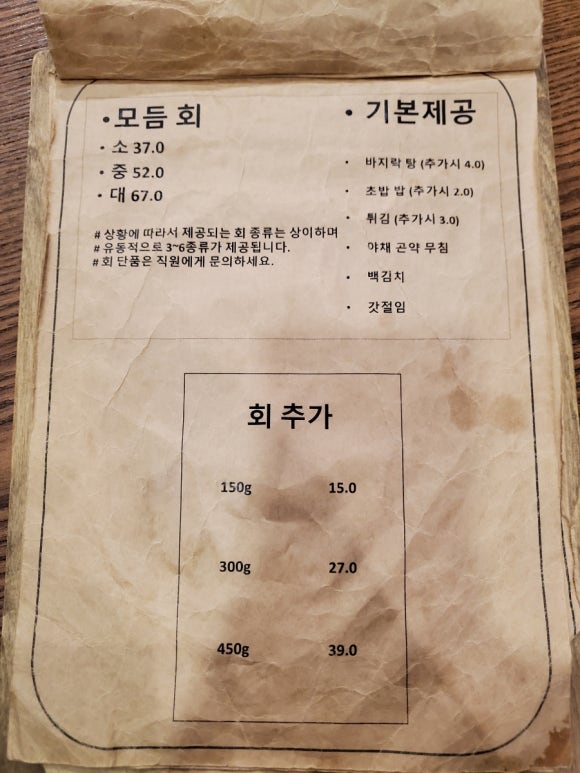 •모듬 회
• 소 37.0
• 중 52.0
• 대 67.0
# 상황에 따라서 제공되는 회 종류는 상이하며
# 유동적으로 3~6종류가 제공됩니다.
# 회 단품은 직원에게 문의하세요.
• 기본제공
• 바지락 탕 (추가시 4.0)
• 초밥 밥 (추가시 2.0)
• 튀김 (추가시 3.0)
• 야채 곤약 무침
• 백김치
• 갓절임
회 추가
150g 15.0
300g 27.0
450g 39.0